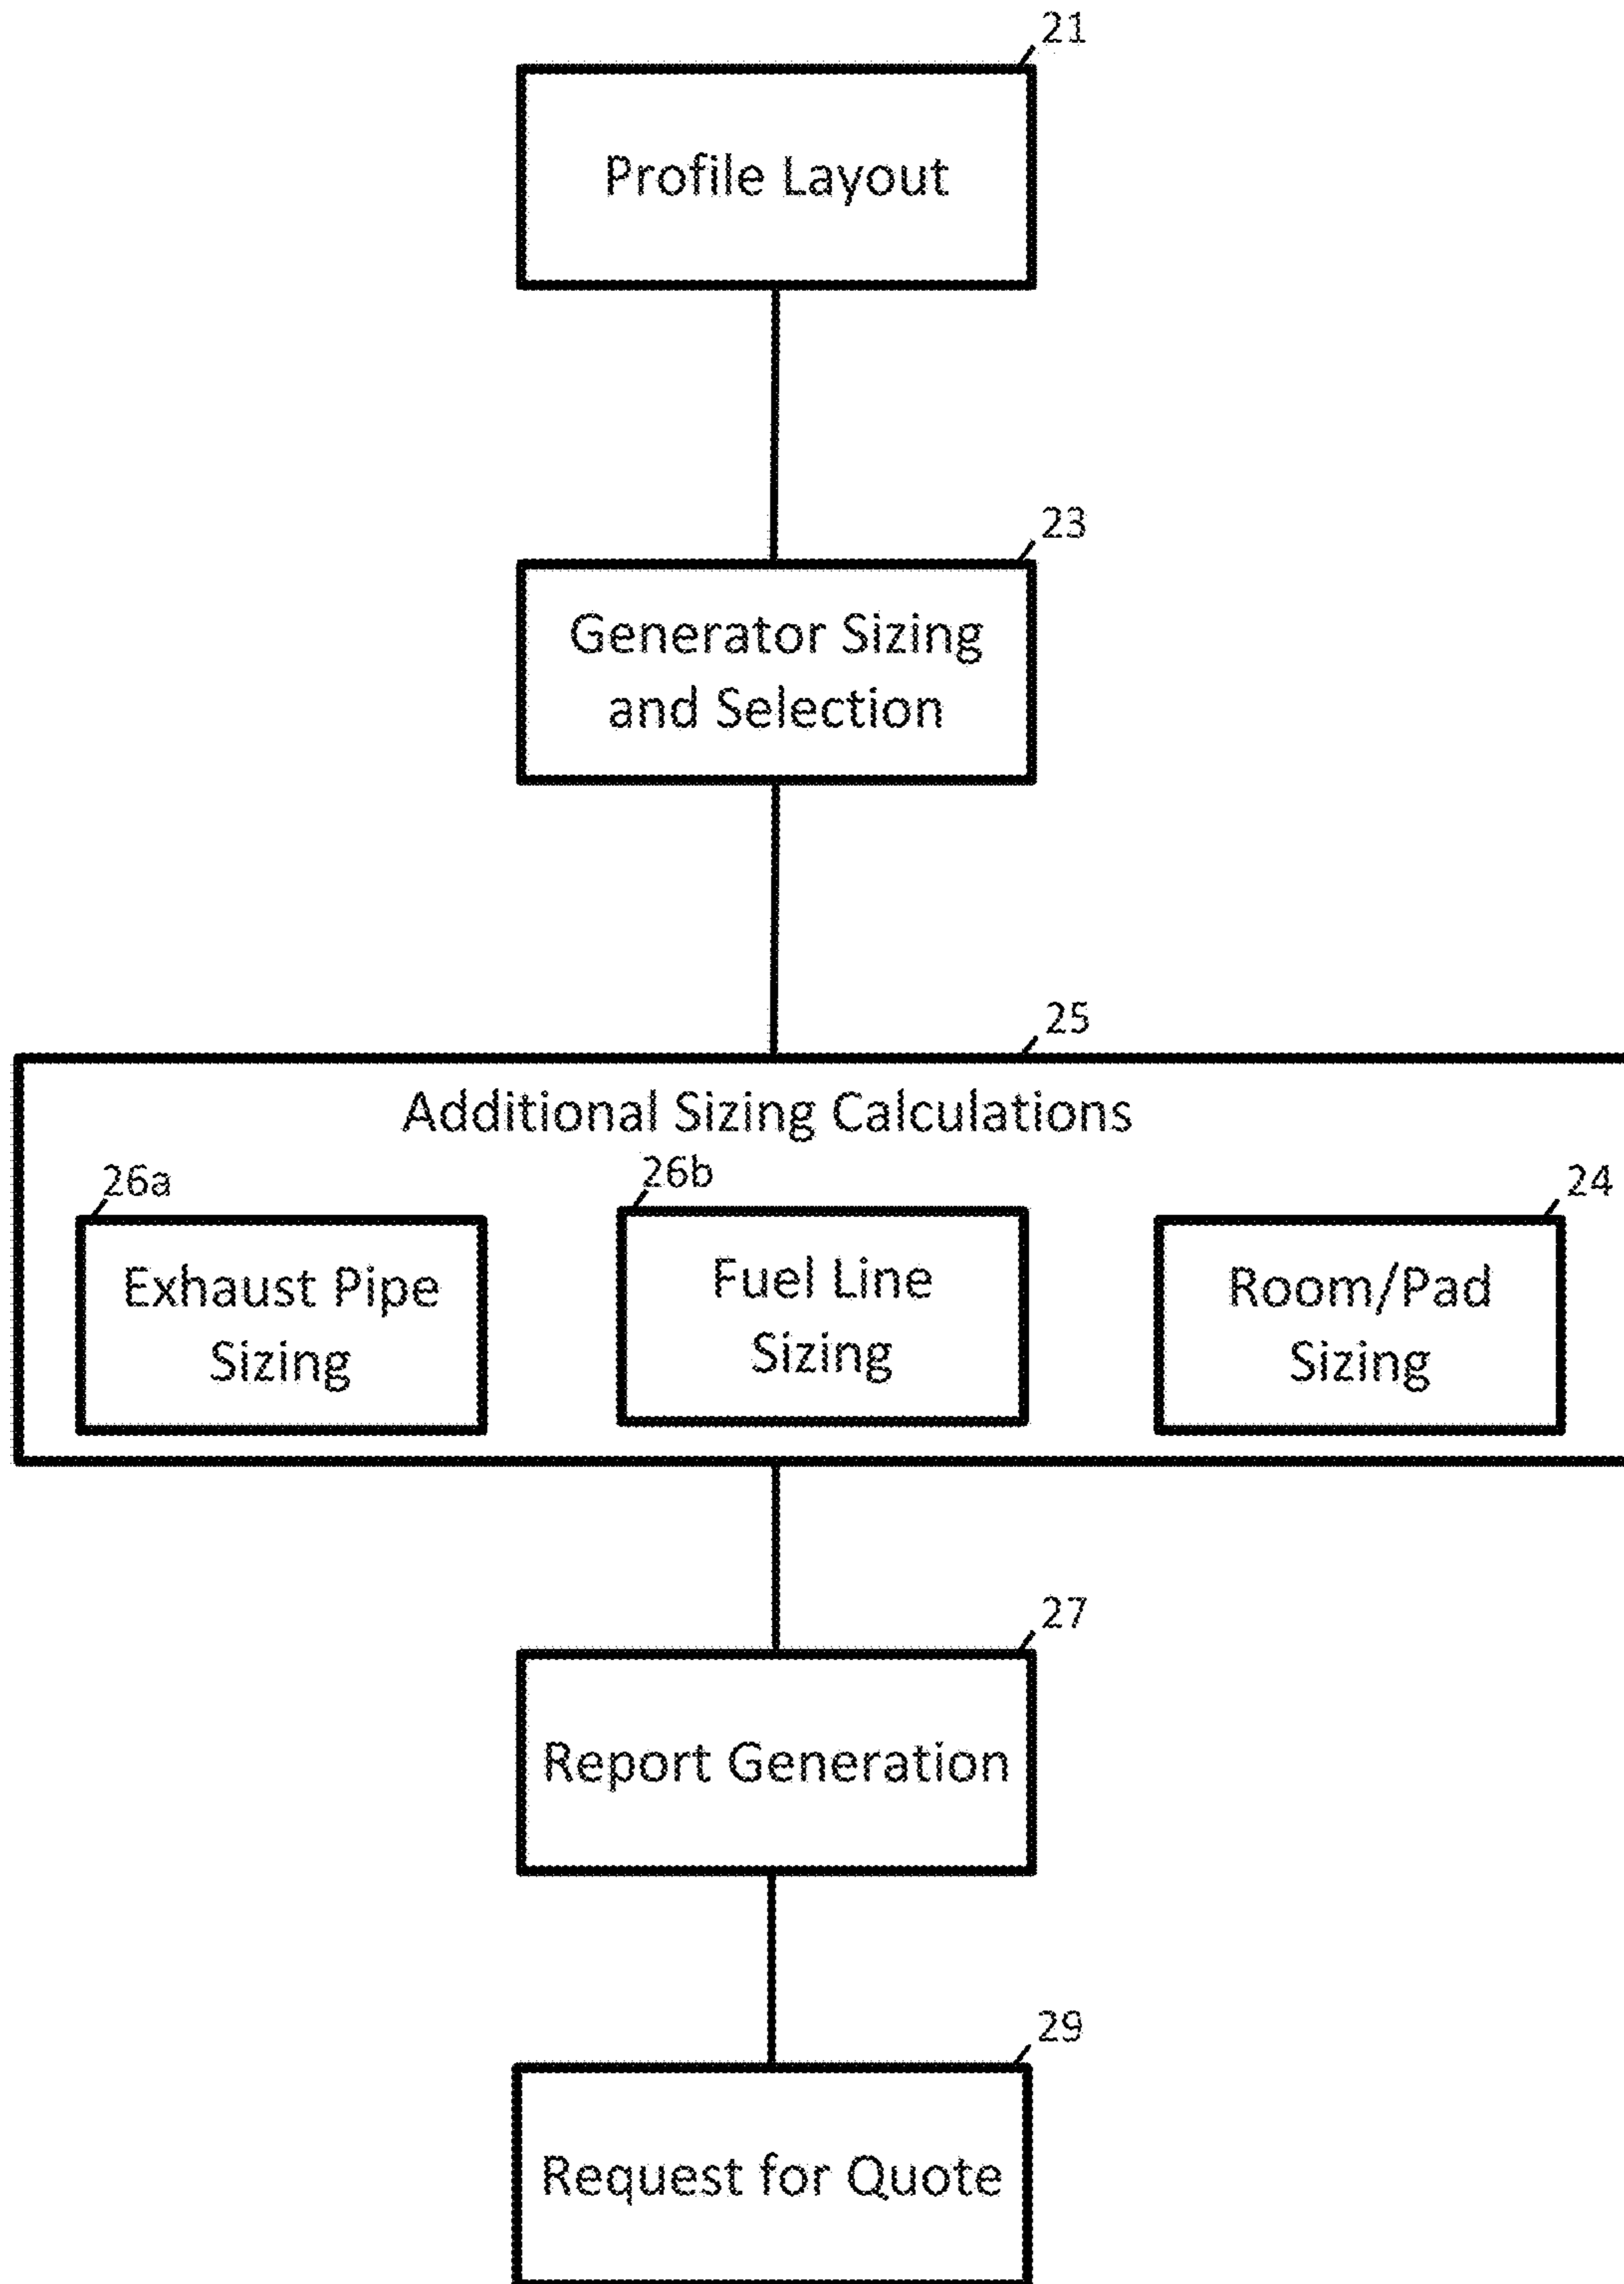 21
Profile Layout
23
Generator Sizing
and Selection
25
Additional Sizing Calculations
26a
26b
24
Exhaust Pipe
Sizing
Fuel Line
Sizing
Room/Pad
Sizing
27
Report Generation
29
Request for Quote